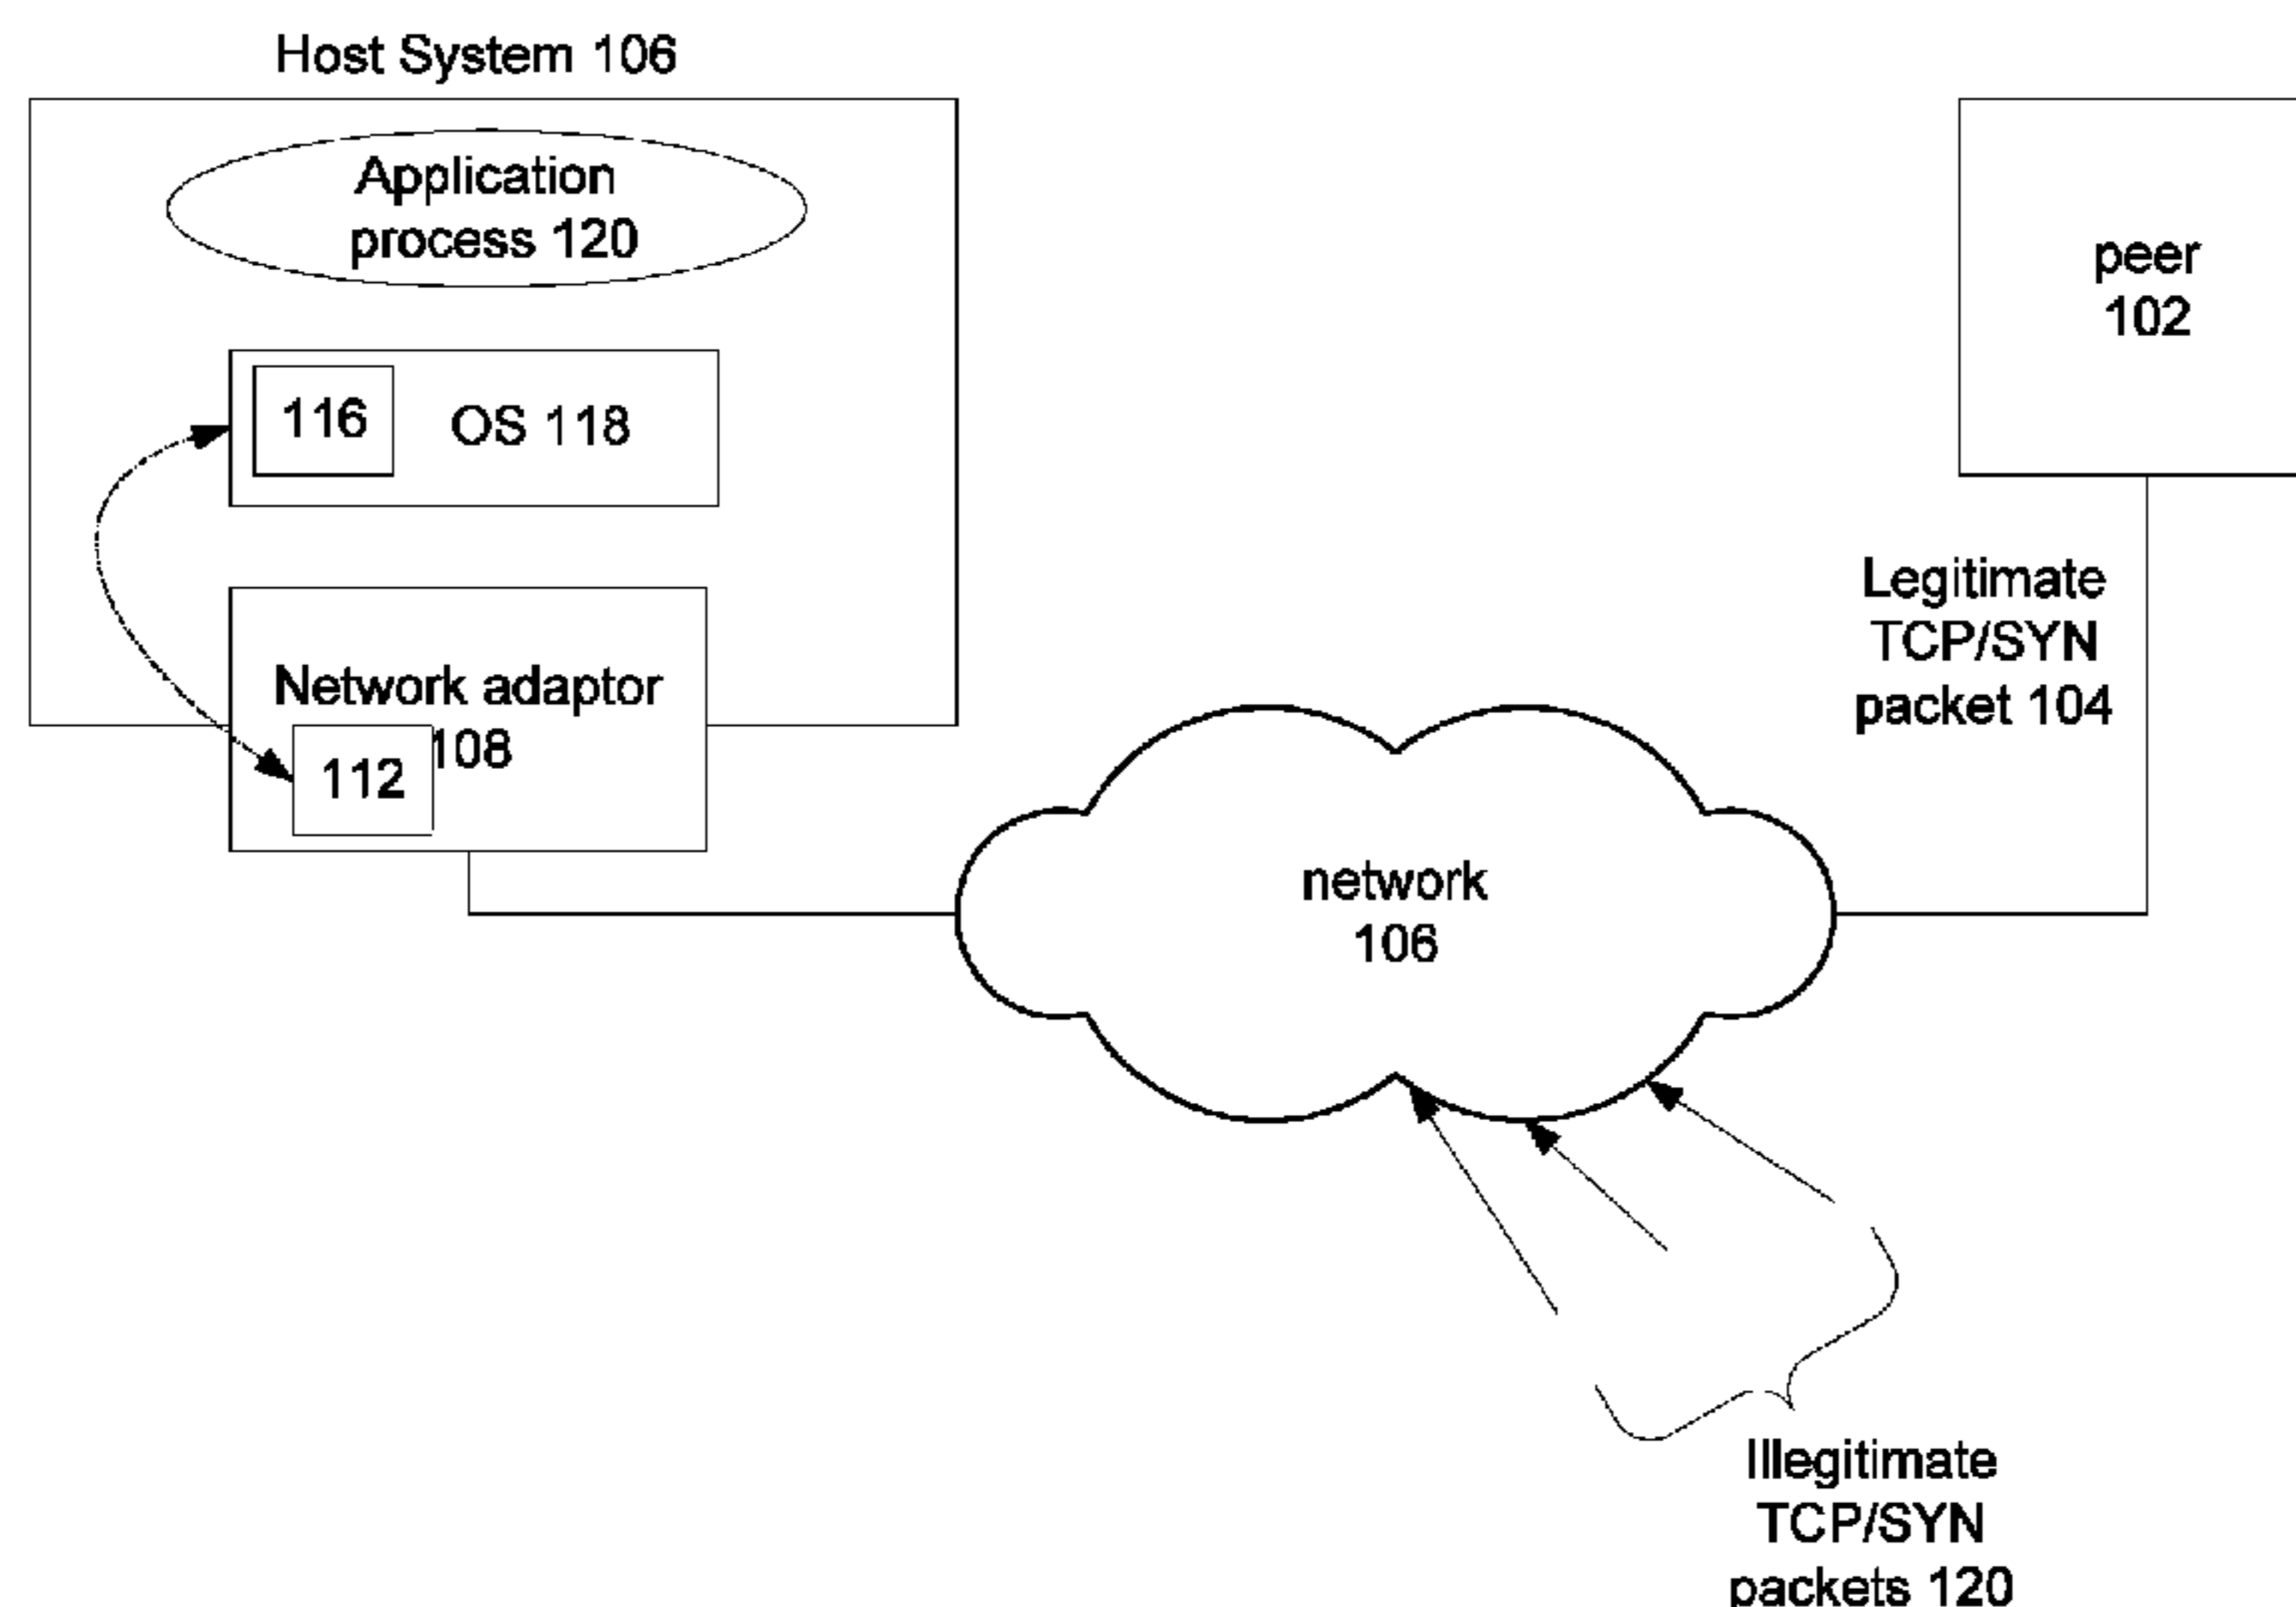 Host System 106
Application
process 120
116
OS 118
Network adaptor
108
112
peer
102
Legitimate
TCP/SYN
packet 104
network
106
Illegitimate
TCP/SYN
packets 120